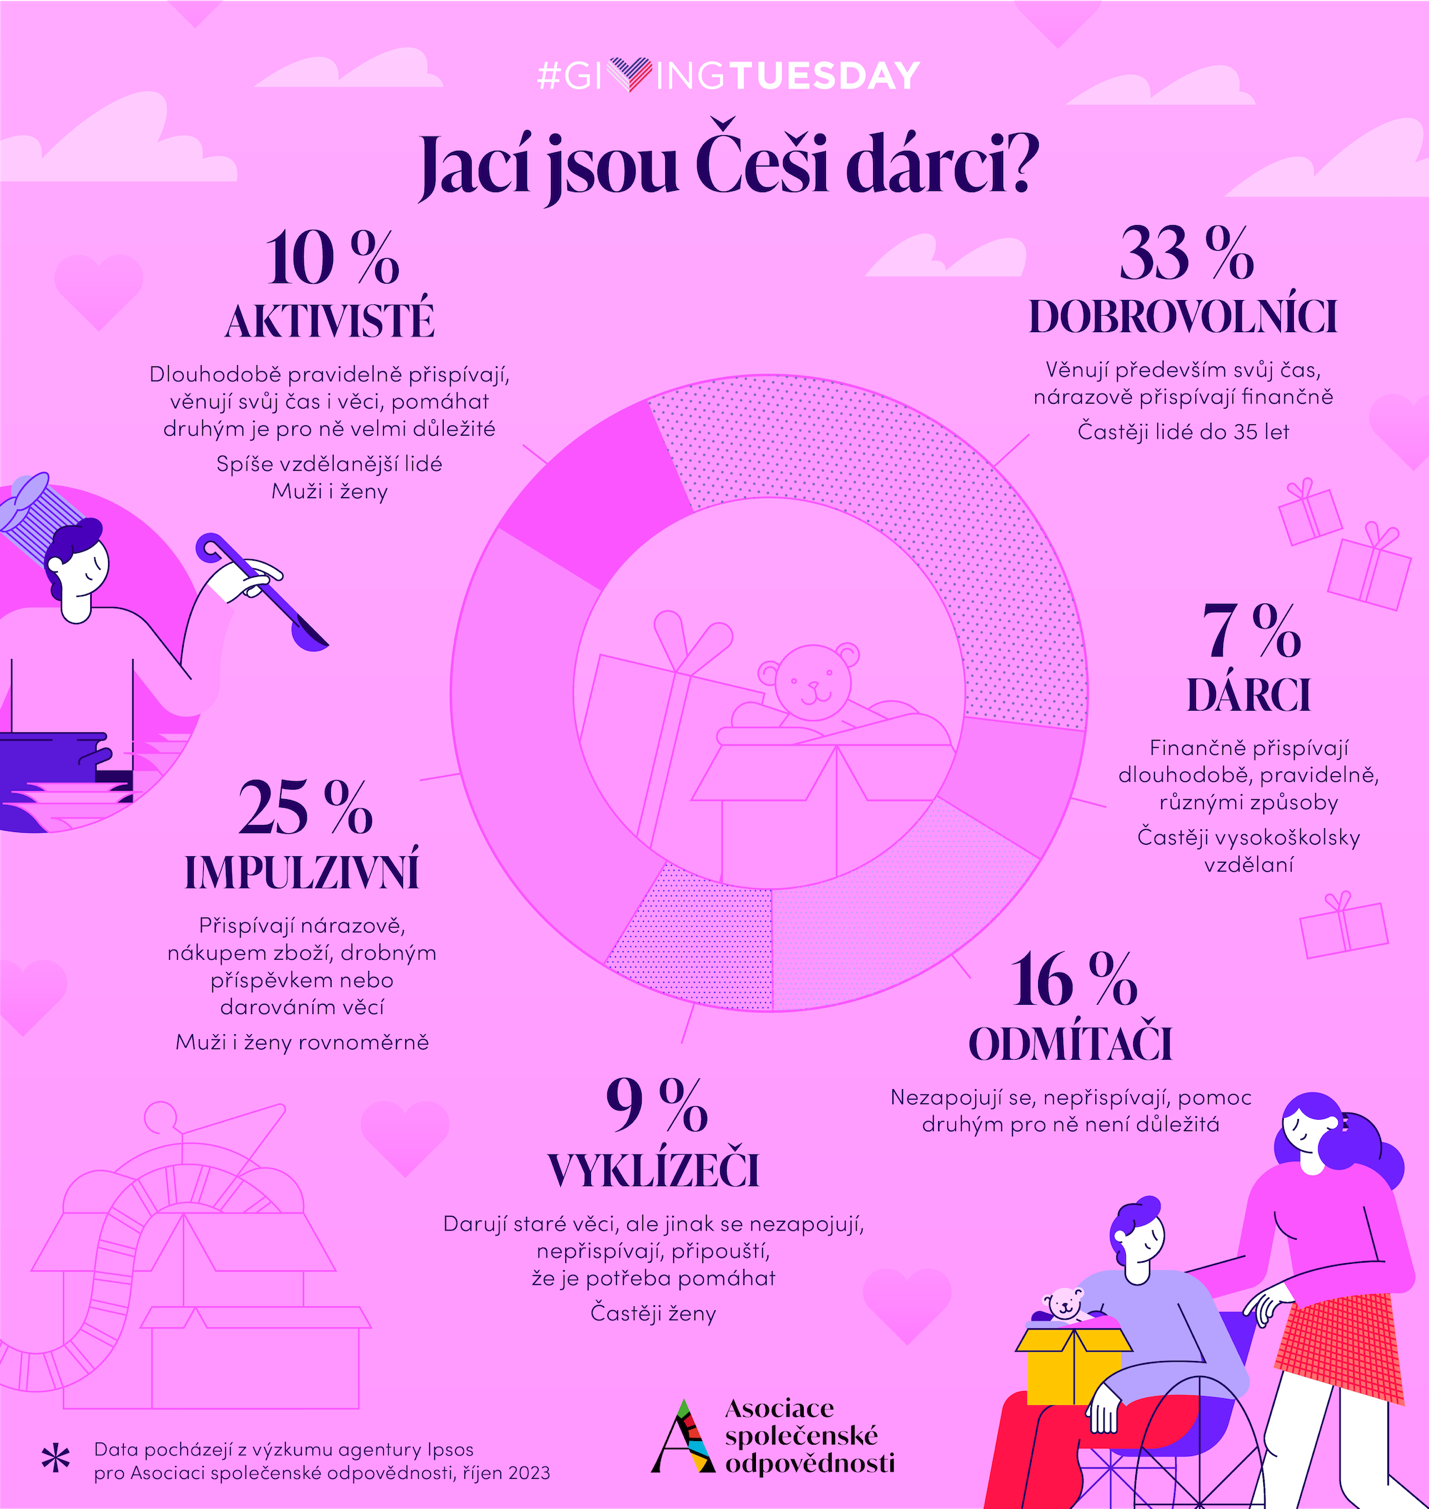 #GIVINGTUESDAY
Jací jsou Češi dárci?
10 %
AKTIVISTÉ
Dlouhodobě pravidelně přispívají,
věnují svůj čas i věci, pomáhat
druhým je pro ně velmi důležité
Spíše vzdělanější lidé
Muži i ženy
33 %
DOBROVOLNÍCI
Věnují především svůj čas,
nárazově přispívají finančně
Častěji lidé do 35 let
7 %
DÁRCI
Finančně přispívají
dlouhodobě, pravidelně,
různými způsoby
Častěji vysokoškolsky
vzdělaní
25 %
IMPULZIVNÍ
Přispívají nárazově,
nákupem zboží, drobným
příspěvkem nebo
darováním věcí
Muži i ženy rovnoměrně
16 %
ODMÍTAČI
Nezapojují se, nepřispívají, pomoc
druhým pro ně není důležitá
9 %
VYKLÍZEČI
Darují staré věci, ale jinak se nezapojují,
nepřispívají, připouští,
že je potřeba pomáhat
Častěji ženy
* Data pocházejí z výzkumu agentury Ipsos
pro Asociaci společenské odpovědnosti, říjen 2023
Asociace
společenské
odpovědnosti